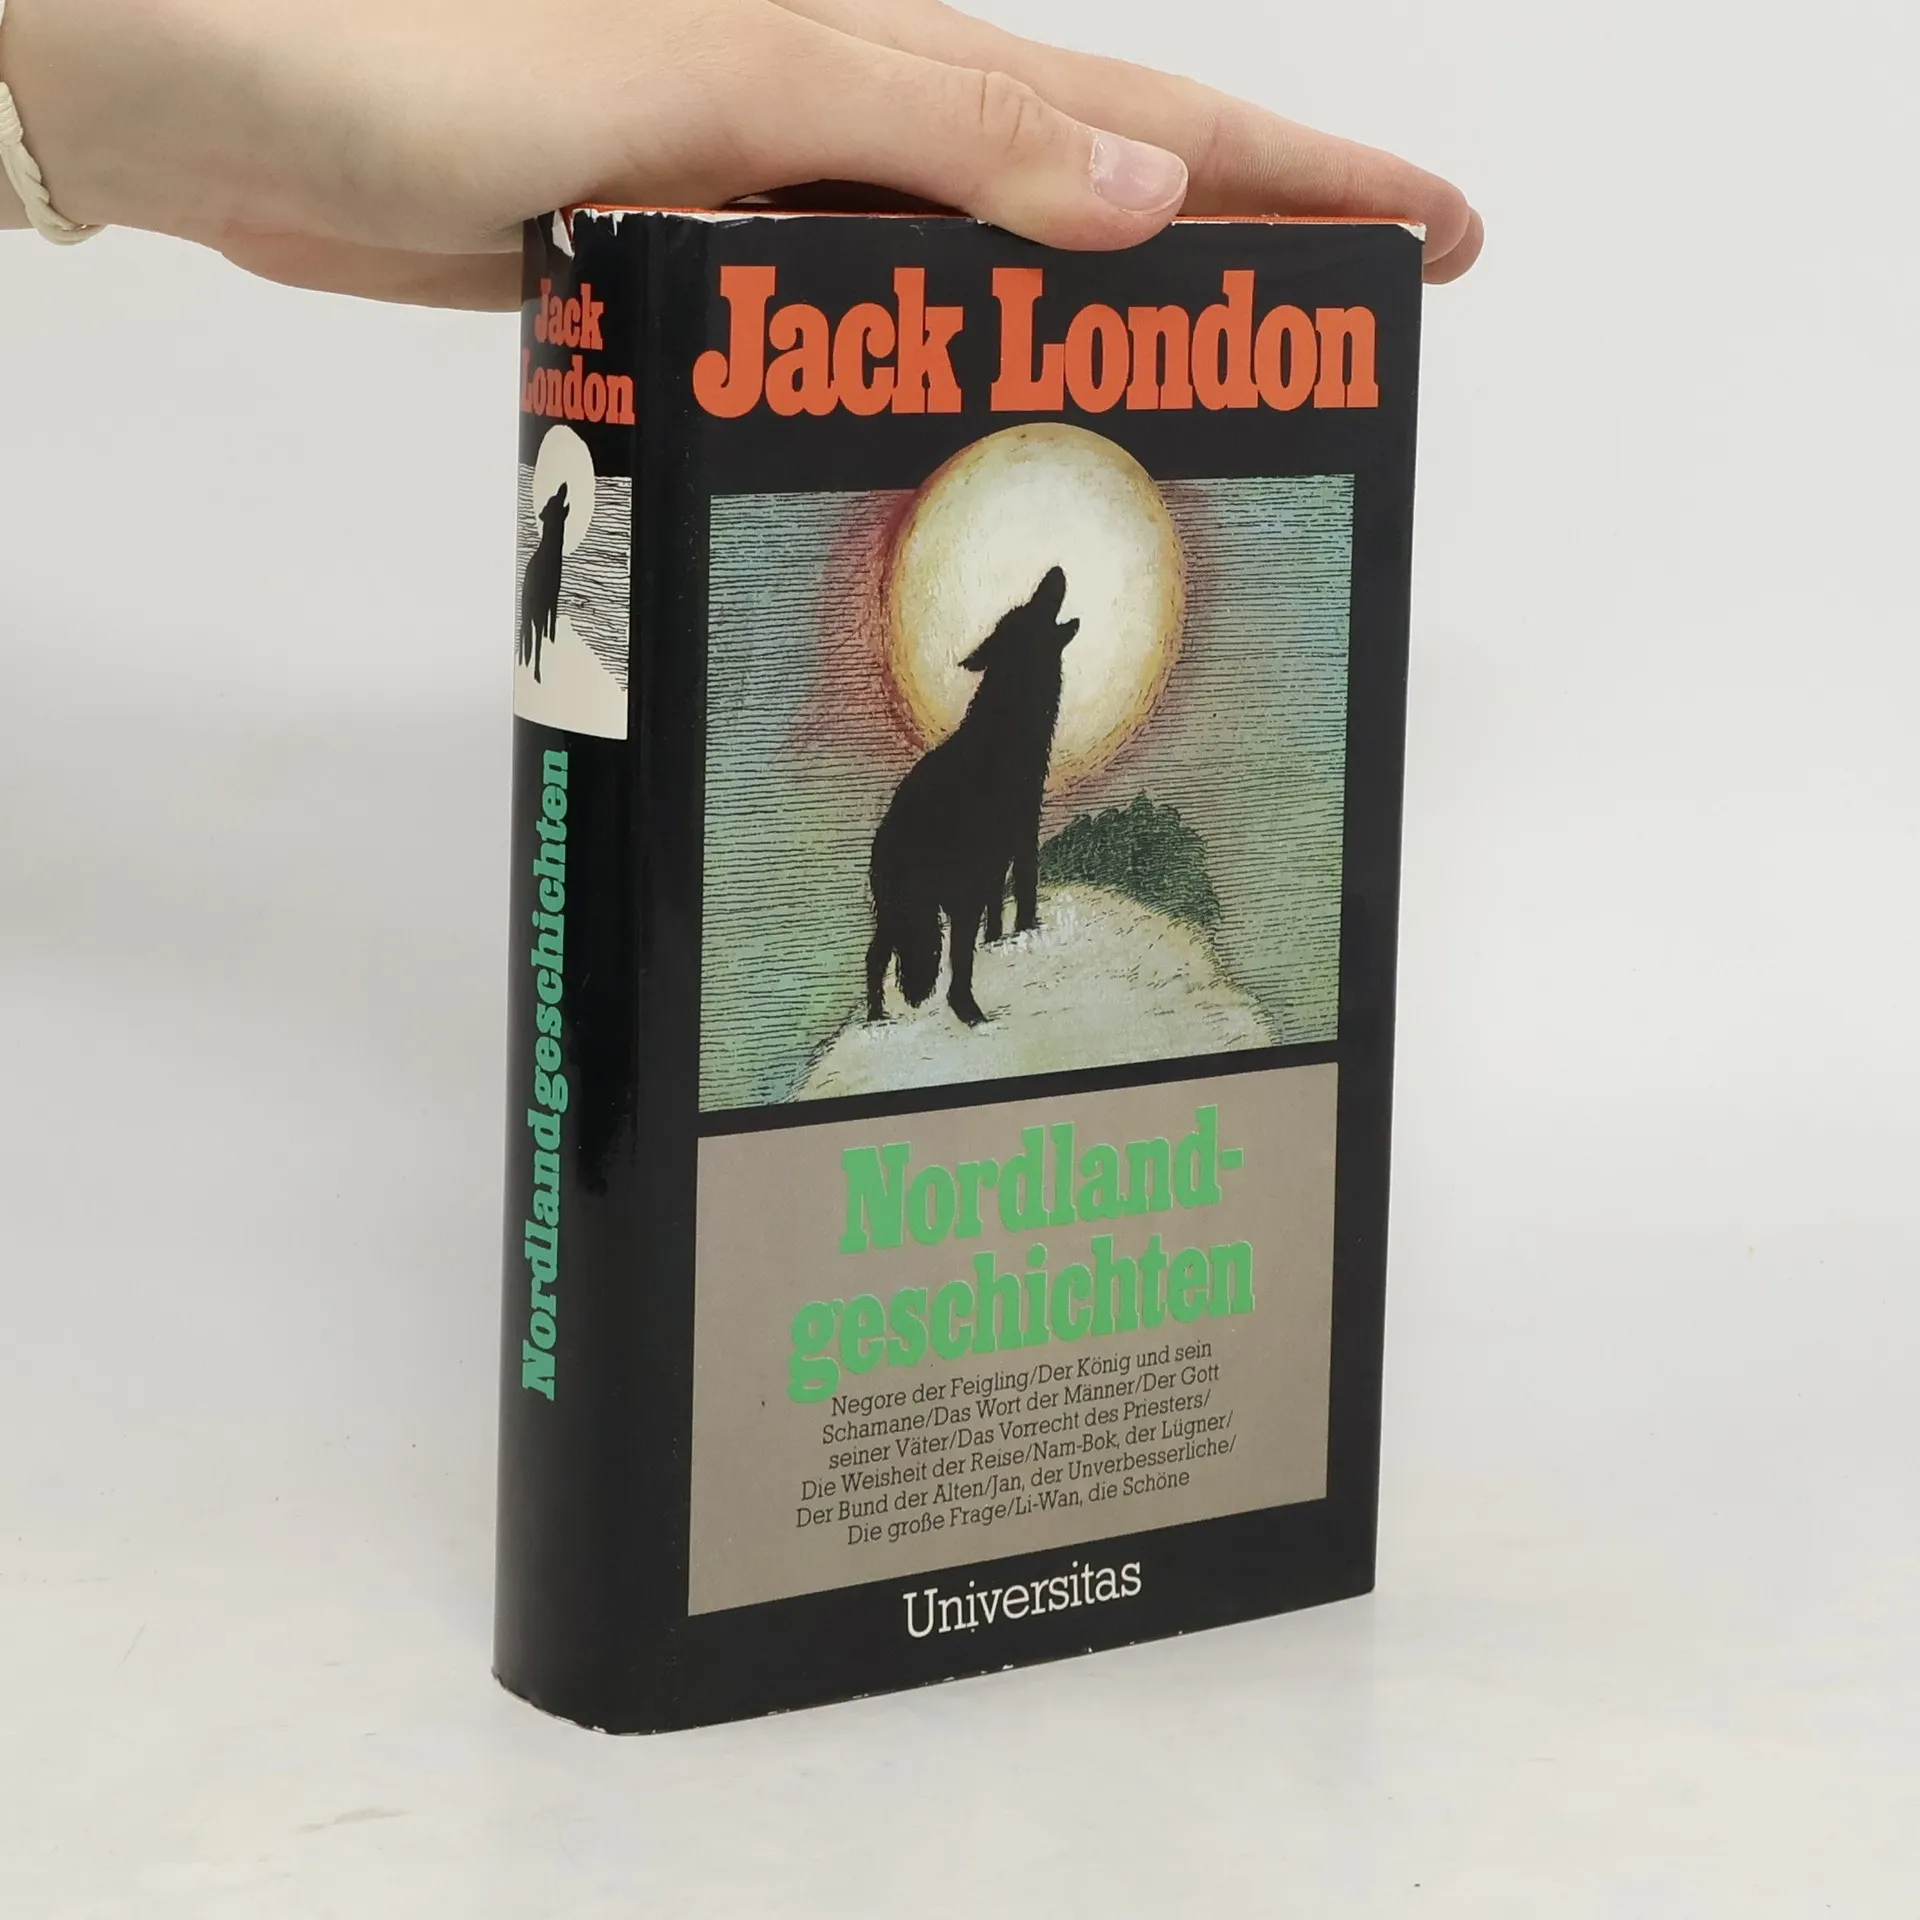 Jack
London
Nordlandgeschichten
Jack London
Nordland-
geschichten
Negore der Feigling/Der König und sein
Schamane/Das Wort der Männer/Der Gott
seiner Väter/Das Vorrecht des Priesters/
Die Weisheit der Reise/Nam-Bok, der Lügner/
Der Bund der Alten/Jan, der Unverbesserliche/
Die große Frage/Li-Wan, die Schöne
Universitas